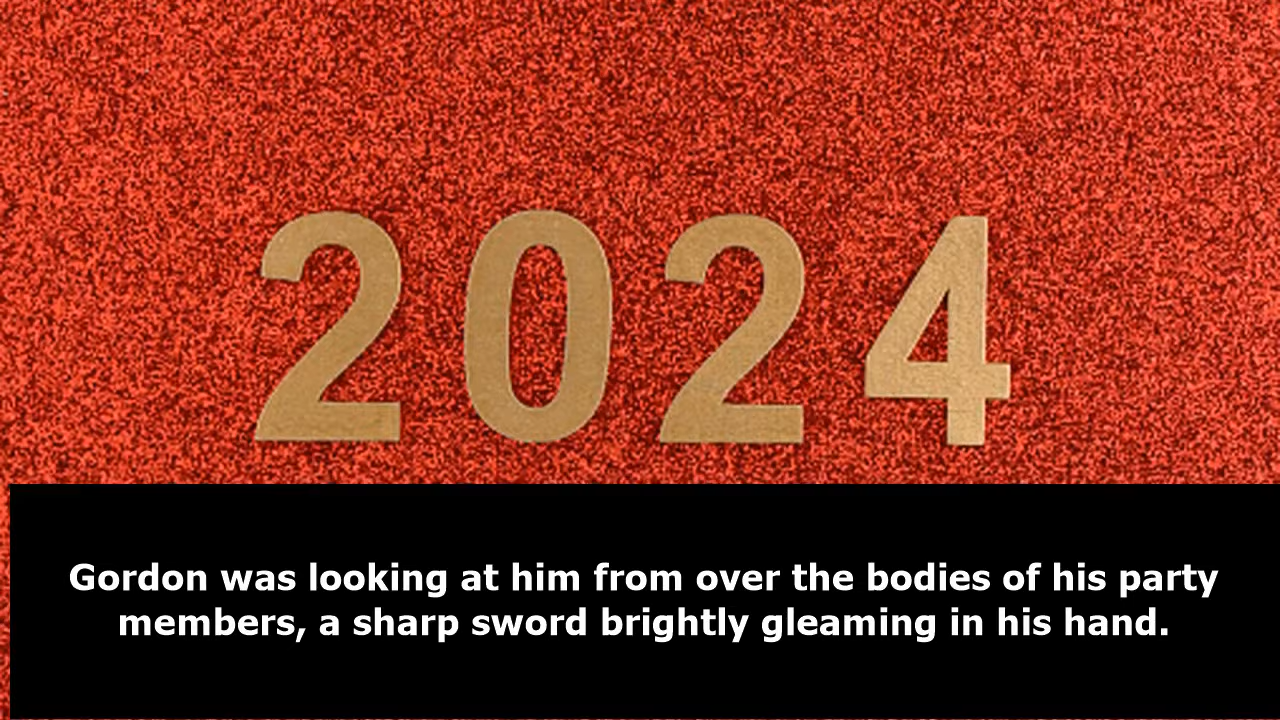 2024
Gordon was looking at him from over the bodies of his party
members, a sharp sword brightly gleaming in his hand.